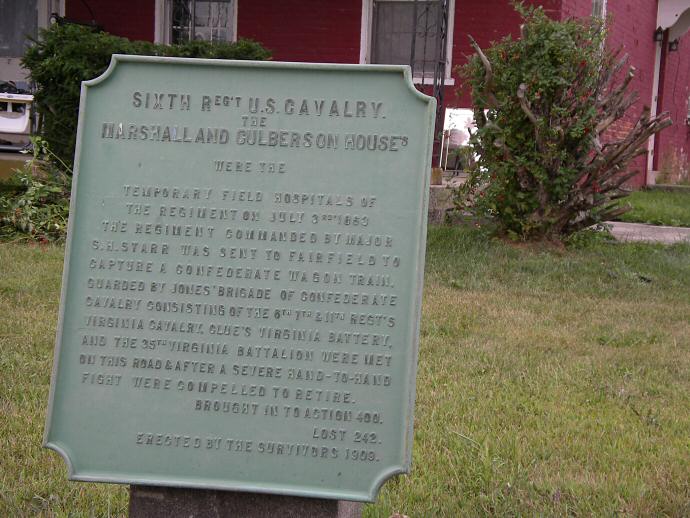 SIXTH REG'T U.S. CAVALRY.
THE
MARSHALL AND CULBERSON HOUSE'S
WERE THE
TEMPORARY FIELD HOSPITALS OF
THE REGIMENT ON JULY 3RD 1863
THE REGIMENT COMMANDED BY MAJOR
S.H. STARR WAS SENT TO FAIRFIELD TO
CAPTURE A CONFEDERATE WAGON TRAIN.
GUARDED BY JONES' BRIGADE OF CONFEDERATE
CAVALRY CONSISTING OF THE 6TH 7TH & 11TH REGT'S
VIRGINIA CAVALRY, CLUE'S VIRGINIA BATTERY,
AND THE 35TH VIRGINIA BATTALION WERE MET
ON THIS ROAD & AFTER A SEVERE HAND-TO-HAND
FIGHT WERE COMPELLED TO RETIRE.
BROUGHT IN TO ACTION 400.
LOST 242.
ERECTED BY THE SURVIVORS 1909.